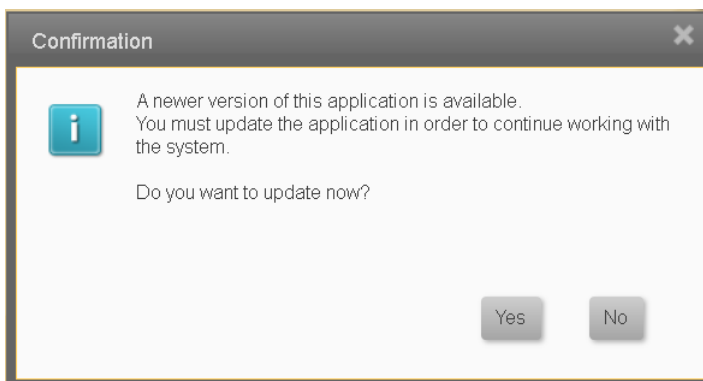 Confirmation
A newer version of this application is available.
You must update the application in order to continue working with
the system.
Do you want to update now?
Yes
No